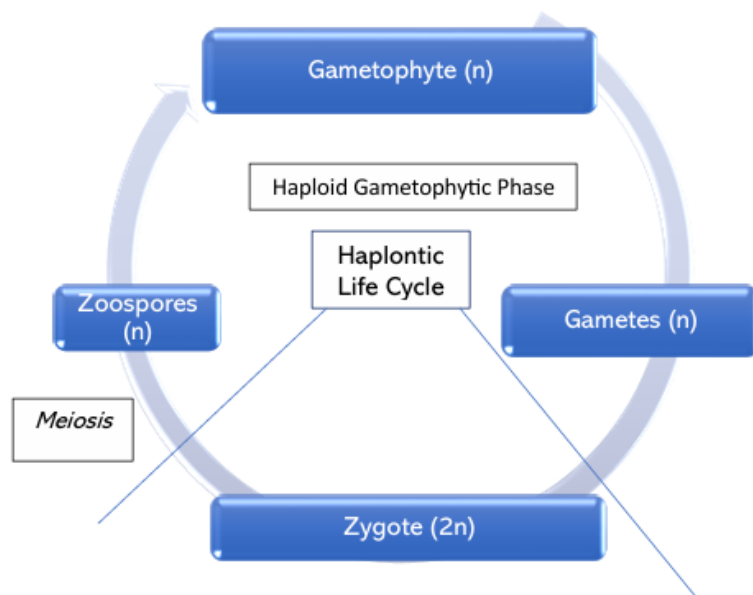 Gametophyte (n)
Haploid Gametophytic Phase
Haplontic
Life Cycle
Zoospores
(n)
Gametes (n)
Meiosis
Zygote (2n)